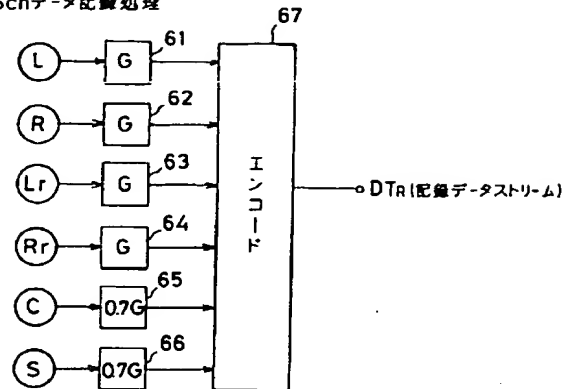 6chデータ記録処理
67
L G 61
R G 62
Lr G 63
Rr G 64
C 0.7G 65
S 0.7G 66
エンコード
DTR(記録データストリーム)